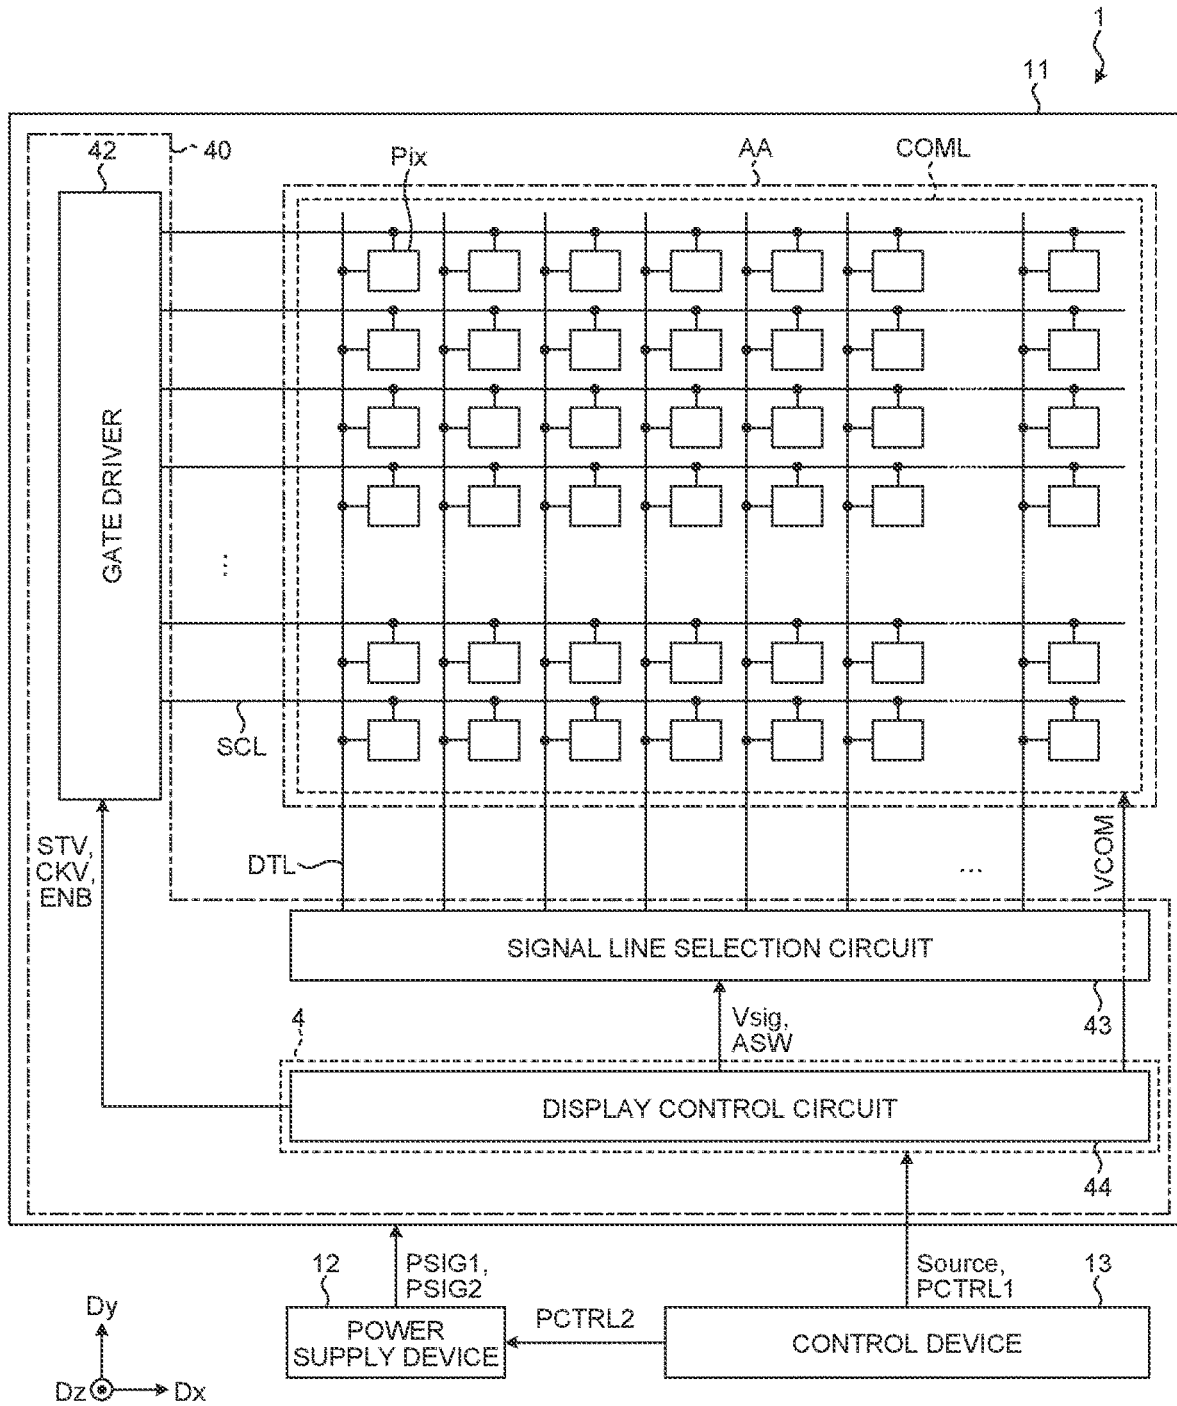 1
11
42
40
Pix
AA
COML
GATE DRIVER
...
SCL
STV,
CKV,
ENB
DTL
...
VCOM
SIGNAL LINE SELECTION CIRCUIT
4
Vsig,
ASW
43
DISPLAY CONTROL CIRCUIT
44
12
PSIG1,
PSIG2
Source,
PCTRL1
13
Dy
POWER
SUPPLY DEVICE
PCTRL2
CONTROL DEVICE
Dz
Dx